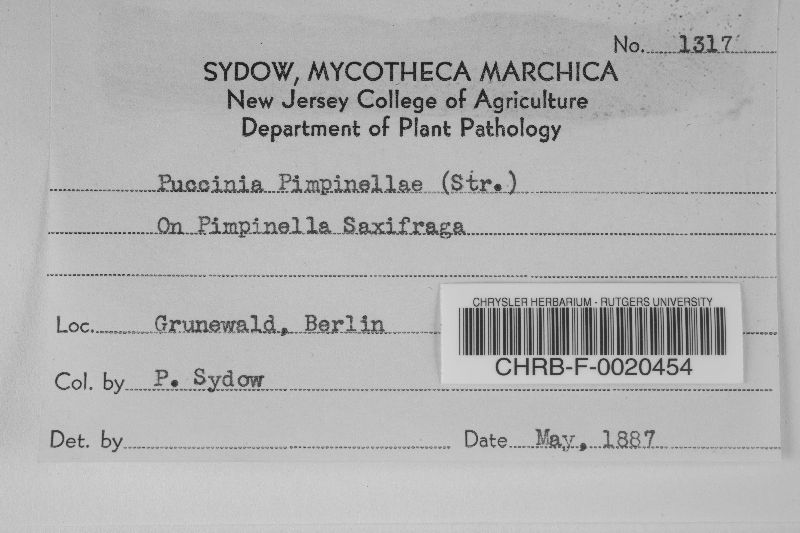 No. 1317
SYDOW, MYCOTHECA MARCHICA
New Jersey College of Agriculture
Department of Plant Pathology
Puccinia Pimpinellae (Str.)
On Pimpinella Saxifraga
Loc. Grunewald, Berlin
CHRYSLER HERBARIUM - RUTGERS UNIVERSITY
CHRB-F-0020454
Col. by P. Sydow
Det. by
Date May, 1887